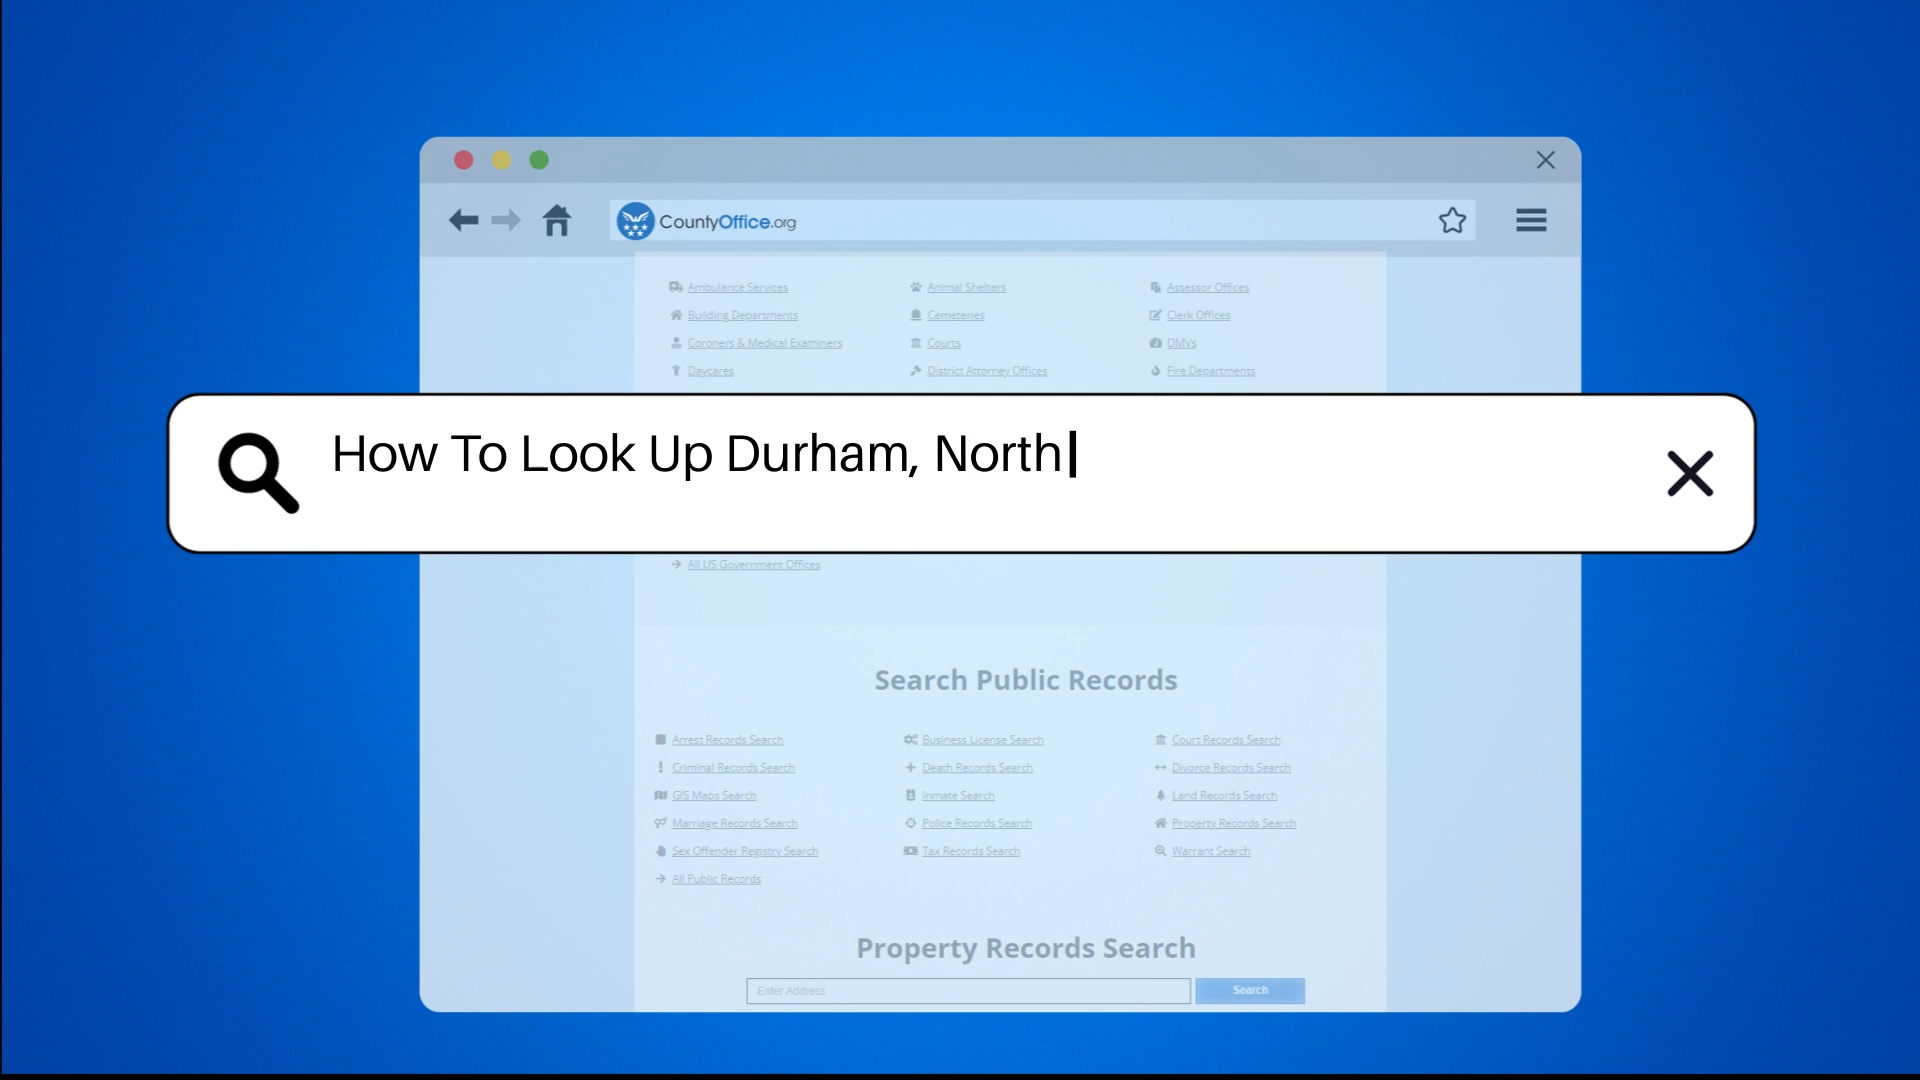 CountyOffice.org
Ambulance Services Animal Shelters Assessor Offices
Building Departments Cemeteries Clerk Offices
Coroners & Medical Examiners Courts DMVs
Daycares District Attorney Offices Fire Departments
How To Look Up Durham, North
All US Government Offices
Search Public Records
Arrest Records Search Business License Search Court Records Search
Criminal Records Search Death Records Search Divorce Records Search
GIS Maps Search Inmate Search Land Records Search
Marriage Records Search Police Records Search Property Records Search
Sex Offender Registry Search Tax Records Search Warrant Search
All Public Records
Property Records Search
Enter Address Search